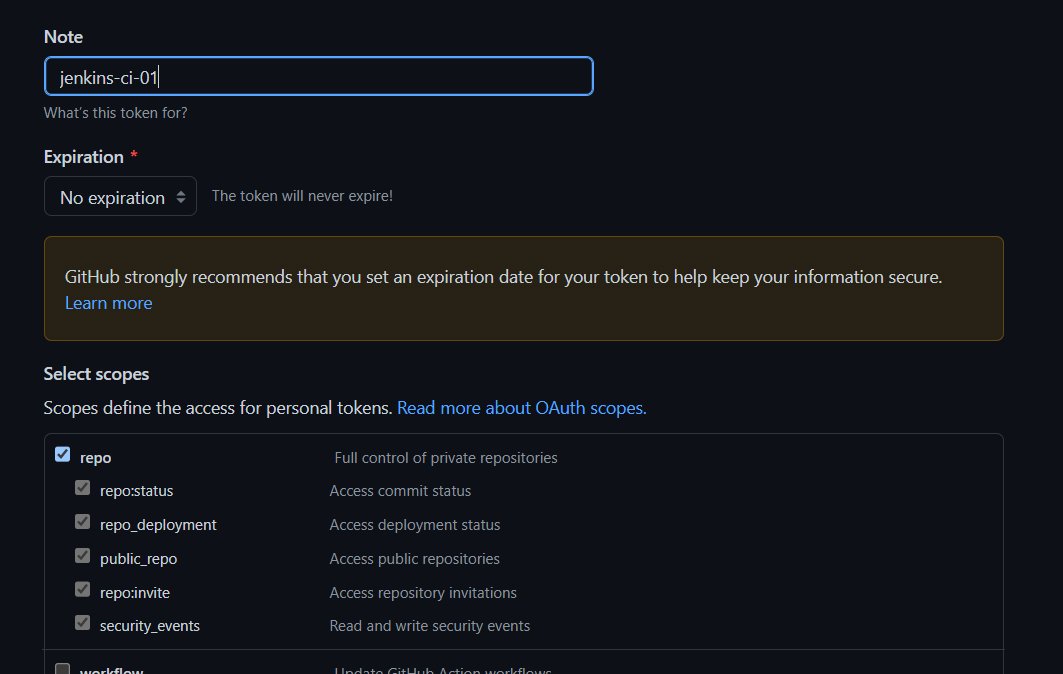 Note
jenkins-ci-01
What's this token for?
Expiration *
No expiration The token will never expire!
GitHub strongly recommends that you set an expiration date for your token to help keep your information secure.
Learn more
Select scopes
Scopes define the access for personal tokens. Read more about OAuth scopes.
repo Full control of private repositories
repo:status Access commit status
repo_deployment Access deployment status
public_repo Access public repositories
repo:invite Access repository invitations
security_events Read and write security events
workflow Update GitHub Action workflows